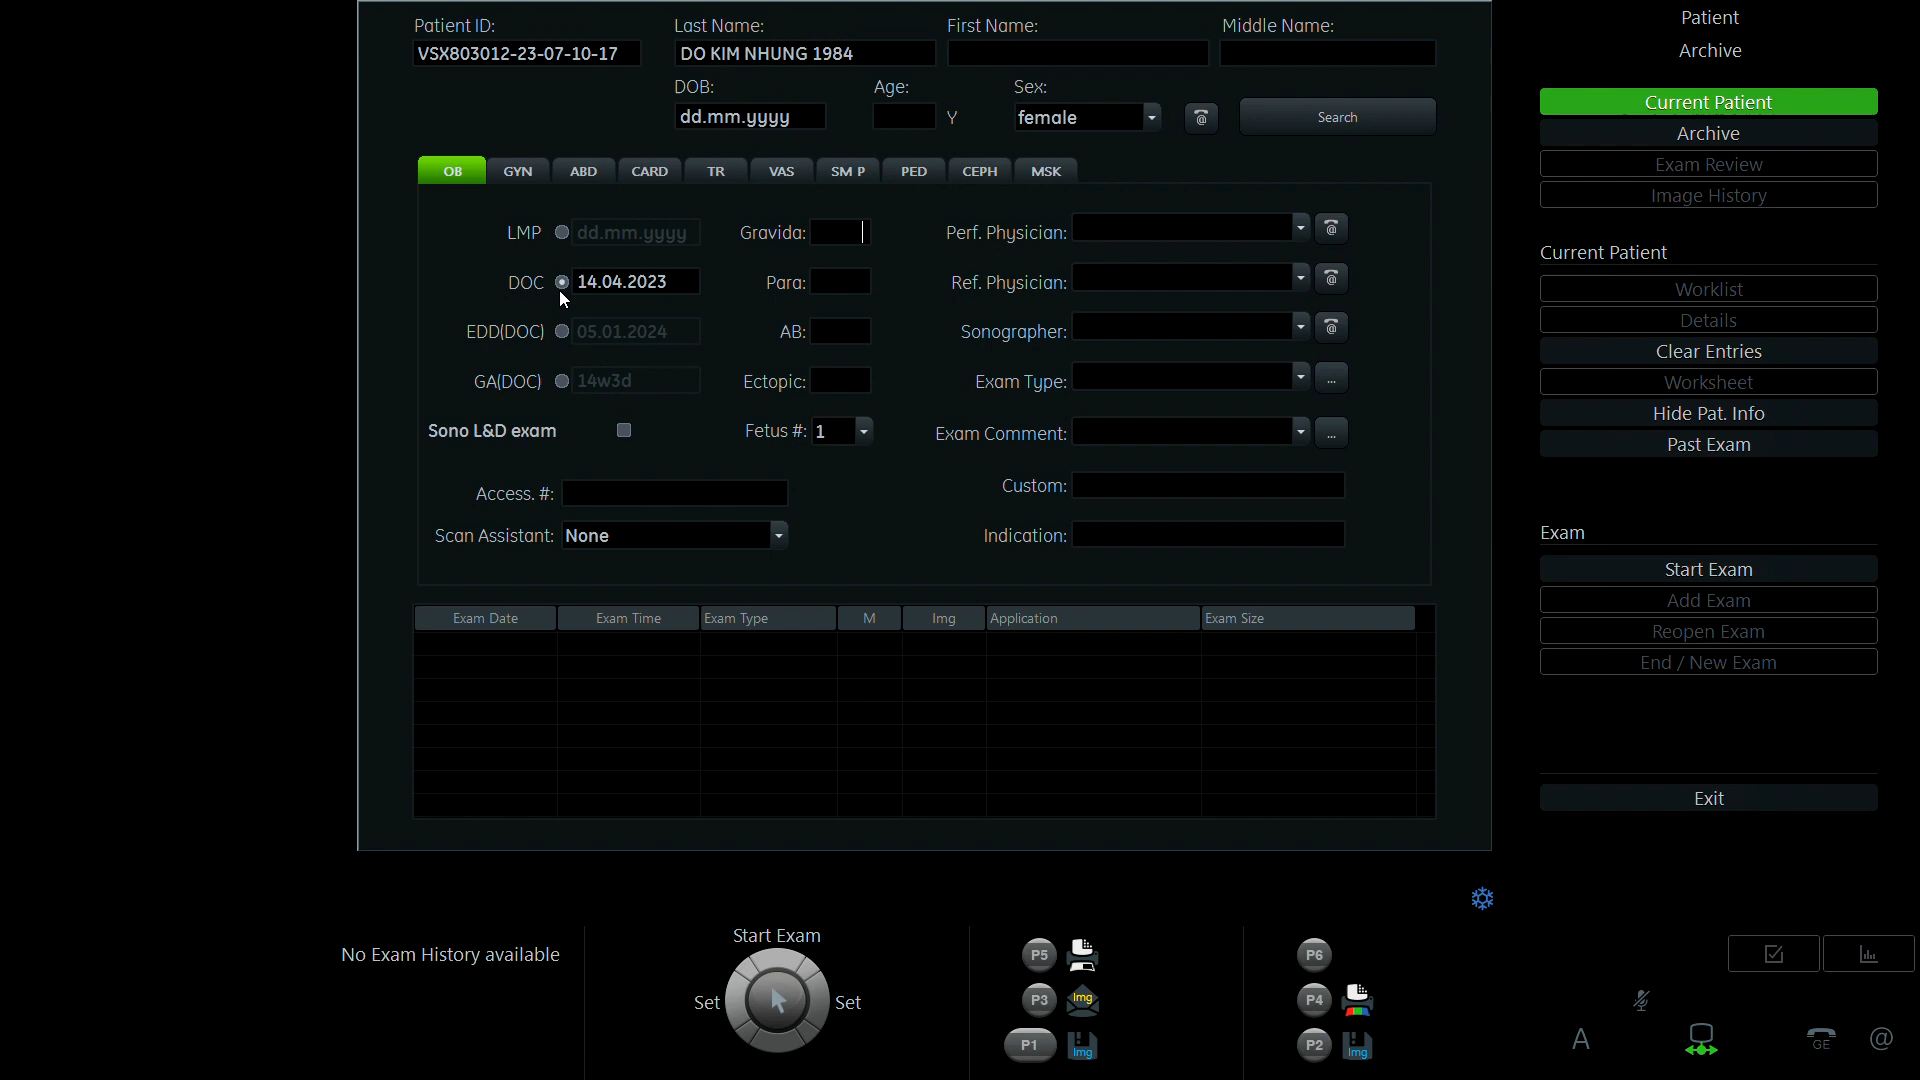 Patient ID:
Last Name:
First Name:
Middle Name:
VSX803012-23-07-10-17
DO KIM NHUNG 1984
DOB:
Age:
Sex:
dd.mm.yyyy
Y
female
@
Search
OB
GYN
ABD
CARD
TR
VAS
SM P
PED
CEPH
MSK
LMP
dd.mm.yyyy
Gravida:
Perf. Physician:
@
DOC
14.04.2023
Para:
Ref. Physician:
@
EDD(DOC)
05.01.2024
AB:
Sonographer:
@
GA(DOC)
14w3d
Ectopic:
Exam Type:
...
Sono L&D exam
Fetus #:
1
Exam Comment:
...
Access. #:
Custom:
Scan Assistant:
None
Indication:
Exam Date
Exam Time
Exam Type
M
Img
Application
Exam Size
Patient
Archive
Current Patient
Archive
Exam Review
Image History
Current Patient
Worklist
Details
Clear Entries
Worksheet
Hide Pat. Info
Past Exam
Exam
Start Exam
Add Exam
Reopen Exam
End / New Exam
Exit
No Exam History available
Start Exam
Set
Set
P5
P3
Img
P1
Img
P6
P4
P2
Img
A
GE
@